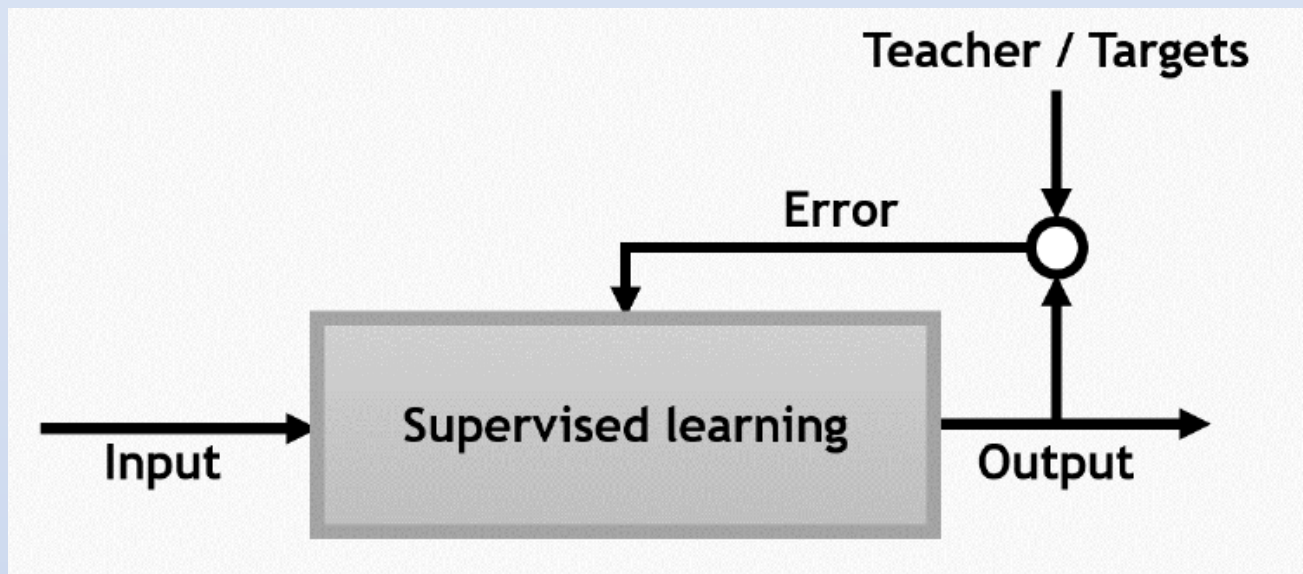 Teacher / Targets
Error
Supervised learning
Input
Output